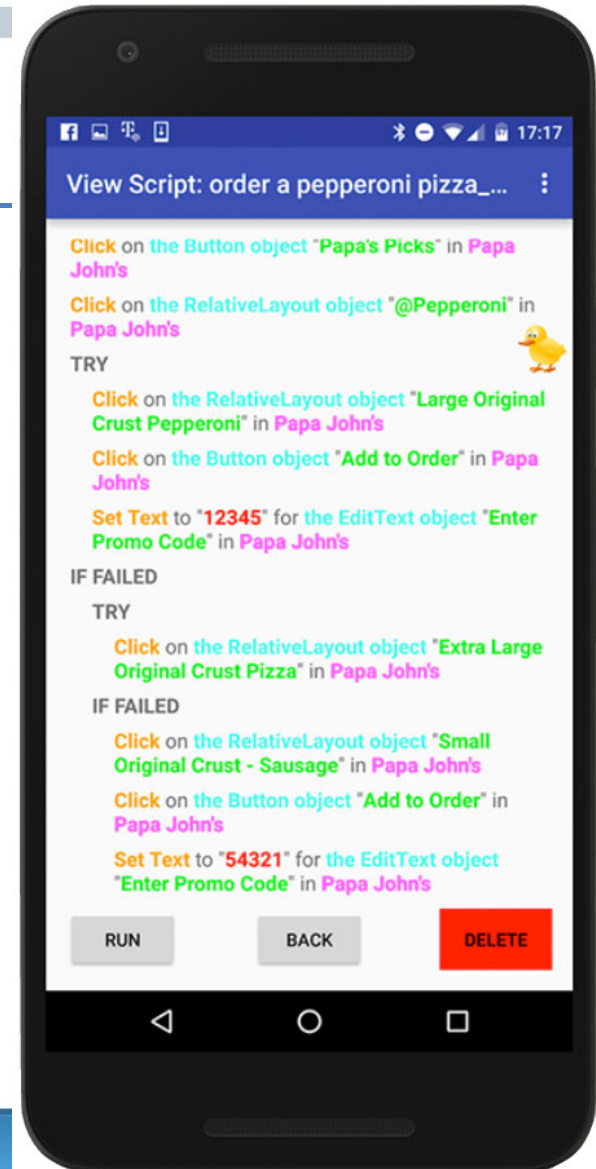 17:17
View Script: order a pepperoni pizza_...
Click on the Button object "Papa's Picks" in Papa
John's
Click on the RelativeLayout object "@Pepperoni" in
Papa John's
TRY
Click on the RelativeLayout object "Large Original
Crust Pepperoni" in Papa John's
Click on the Button object "Add to Order" in Papa
John's
Set Text to "12345" for the EditText object "Enter
Promo Code" in Papa John's
IF FAILED
TRY
Click on the RelativeLayout object "Extra Large
Original Crust Pizza" in Papa John's
IF FAILED
Click on the RelativeLayout object "Small
Original Crust - Sausage" in Papa John's
Click on the Button object "Add to Order" in
Papa John's
Set Text to "54321" for the EditText object
"Enter Promo Code" in Papa John's
RUN
BACK
DELETE